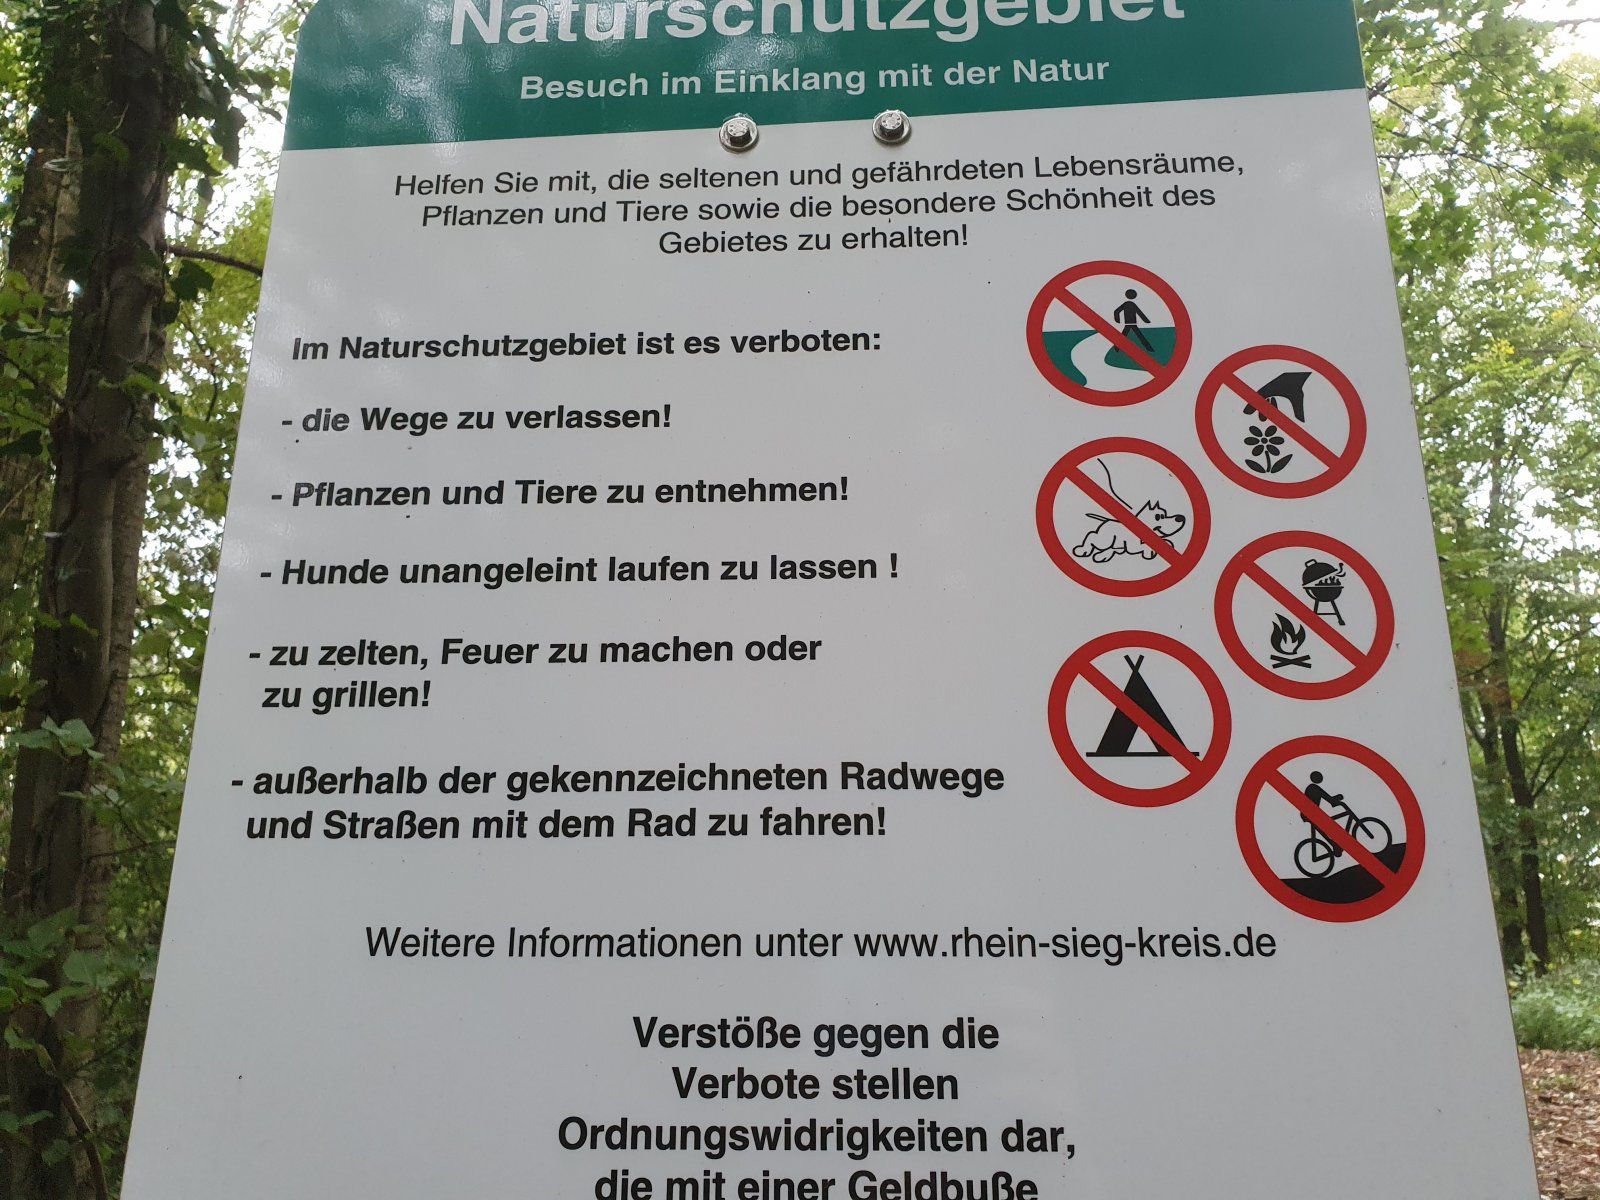 Naturschutzgebiet
Besuch im Einklang mit der Natur
Helfen Sie mit, die seltenen und gefährdeten Lebensräume,
Pflanzen und Tiere sowie die besondere Schönheit des
Gebietes zu erhalten!
Im Naturschutzgebiet ist es verboten:
- die Wege zu verlassen!
- Pflanzen und Tiere zu entnehmen!
- Hunde unangeleint laufen zu lassen !
- zu zelten, Feuer zu machen oder
zu grillen!
- außerhalb der gekennzeichneten Radwege
und Straßen mit dem Rad zu fahren!
Weitere Informationen unter www.rhein-sieg-kreis.de
Verstöße gegen die
Verbote stellen
Ordnungswidrigkeiten dar,
die mit einer Geldbuße